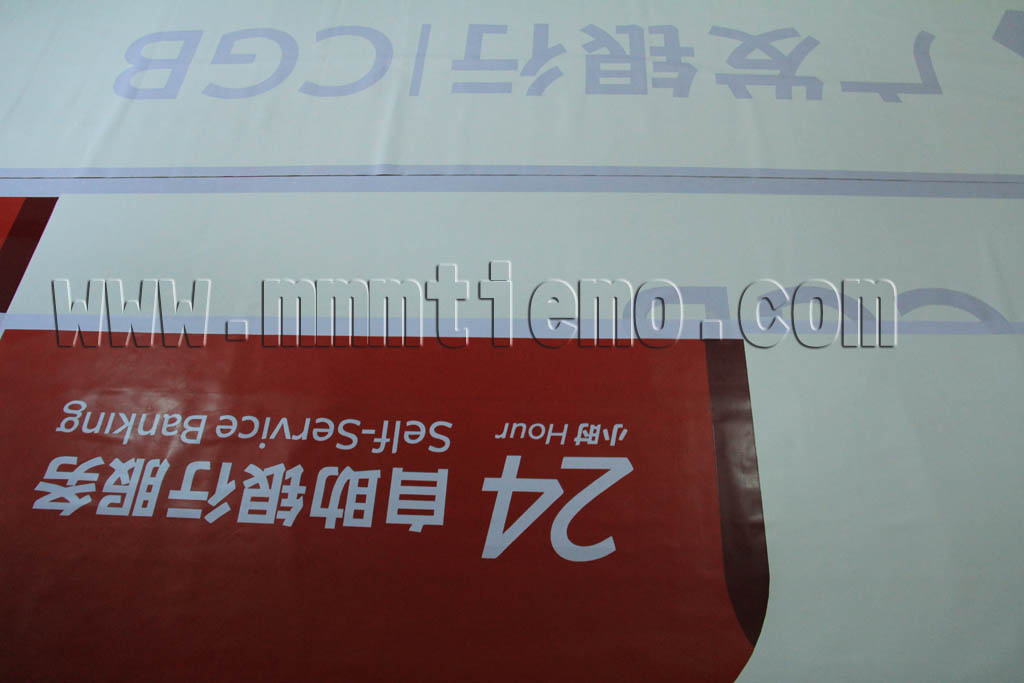 广发银行|CGB
www.mmmtiemo.com
24 小时 Hour
自助银行服务
Self-Service Banking